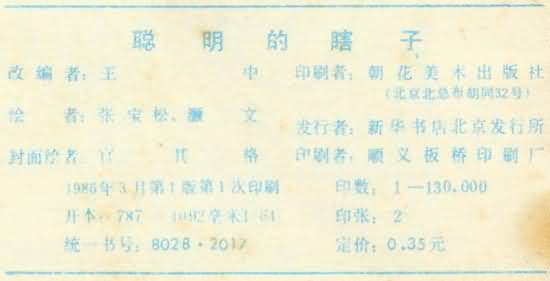 聪明的瞎子
改编者：王 中 印刷者：朝花美术出版社
（北京北总布胡同32号）
绘者：张宝松、灏文
发行者：新华书店北京发行所
封面绘者 官其格 印刷者：顺义板桥印刷厂
1986年3月第1版第1次印刷 印数：1—130.000
开本：787 1092毫米1/64 印张：2
统一书号：8028·2017 定价：0.35元